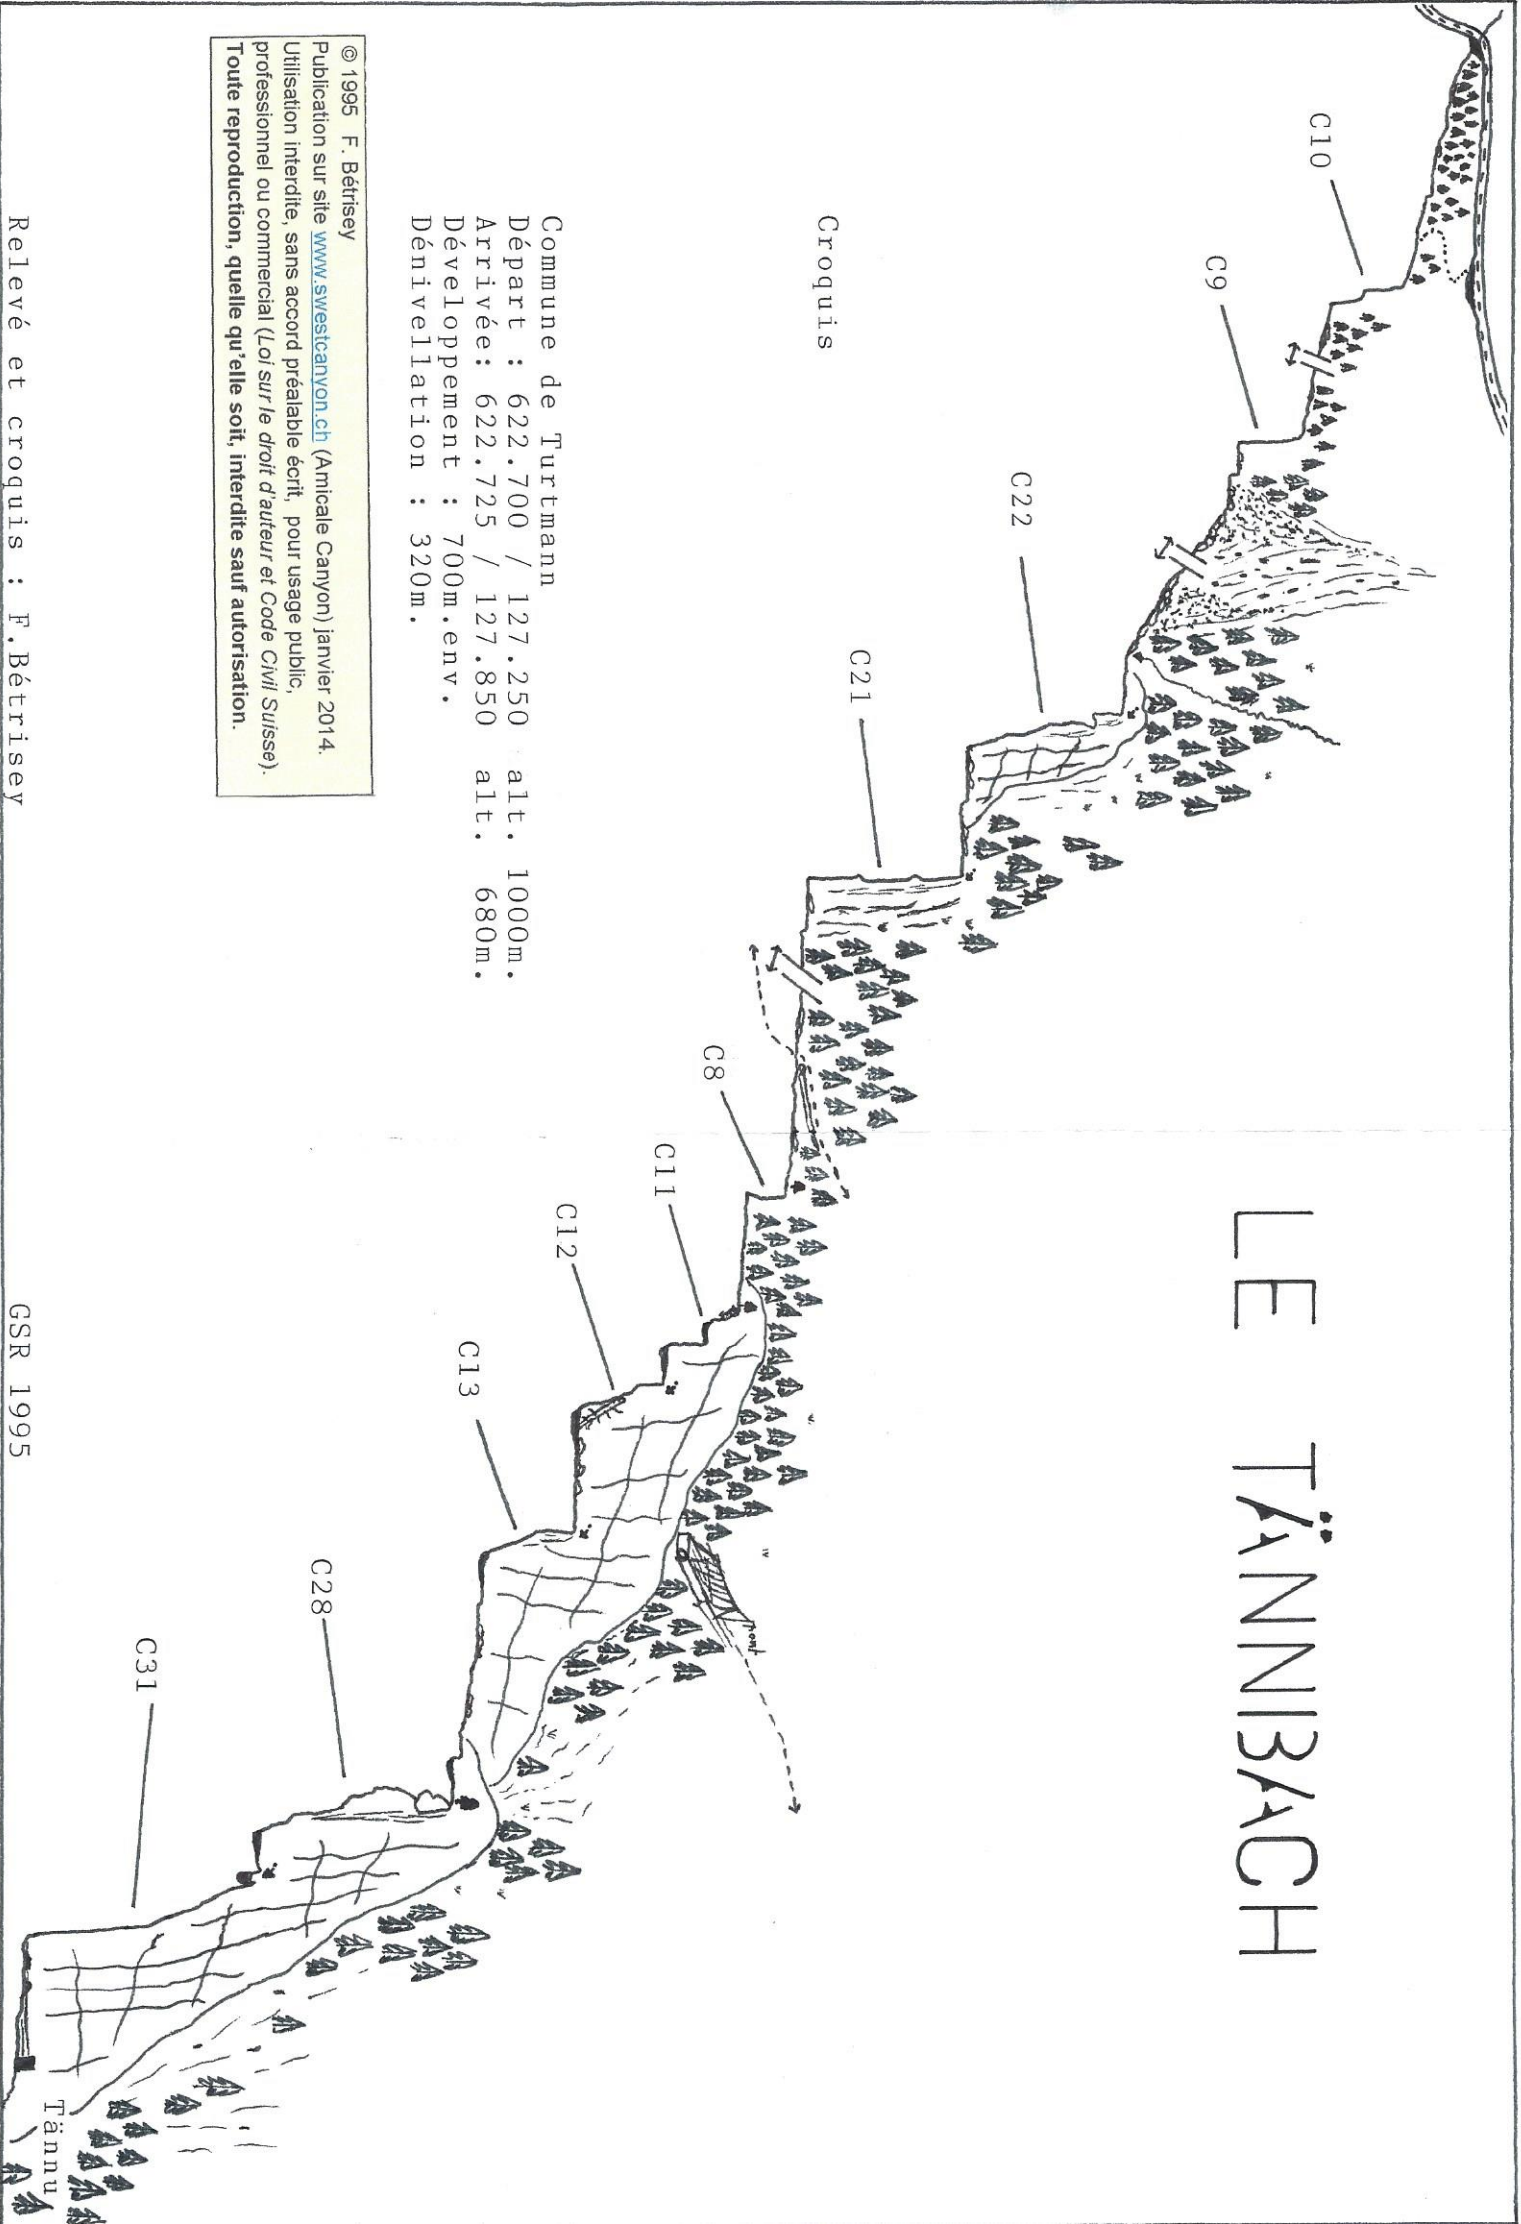 LE TÄNNBACH
C10
C9
C22
C21
C8
C11
C12
C13
C28
C31
pont
Tännu
Croquis
Commune de Turtmann
Départ : 622.700 / 127.250 alt. 1000m.
Arrivée: 622.725 / 127.850 alt. 680m.
Développement : 700m.env.
Dénivellation : 320m.
© 1995 F. Bétrisey
Publication sur site www.swestcanyon.ch (Amicale Canyon) janvier 2014.
Utilisation interdite, sans accord préalable écrit, pour usage public,
professionnel ou commercial (Loi sur le droit d'auteur et Code Civil Suisse).
Toute reproduction, quelle qu'elle soit, interdite sauf autorisation.
Relevé et croquis : F.Bétrisey
GSR 1995